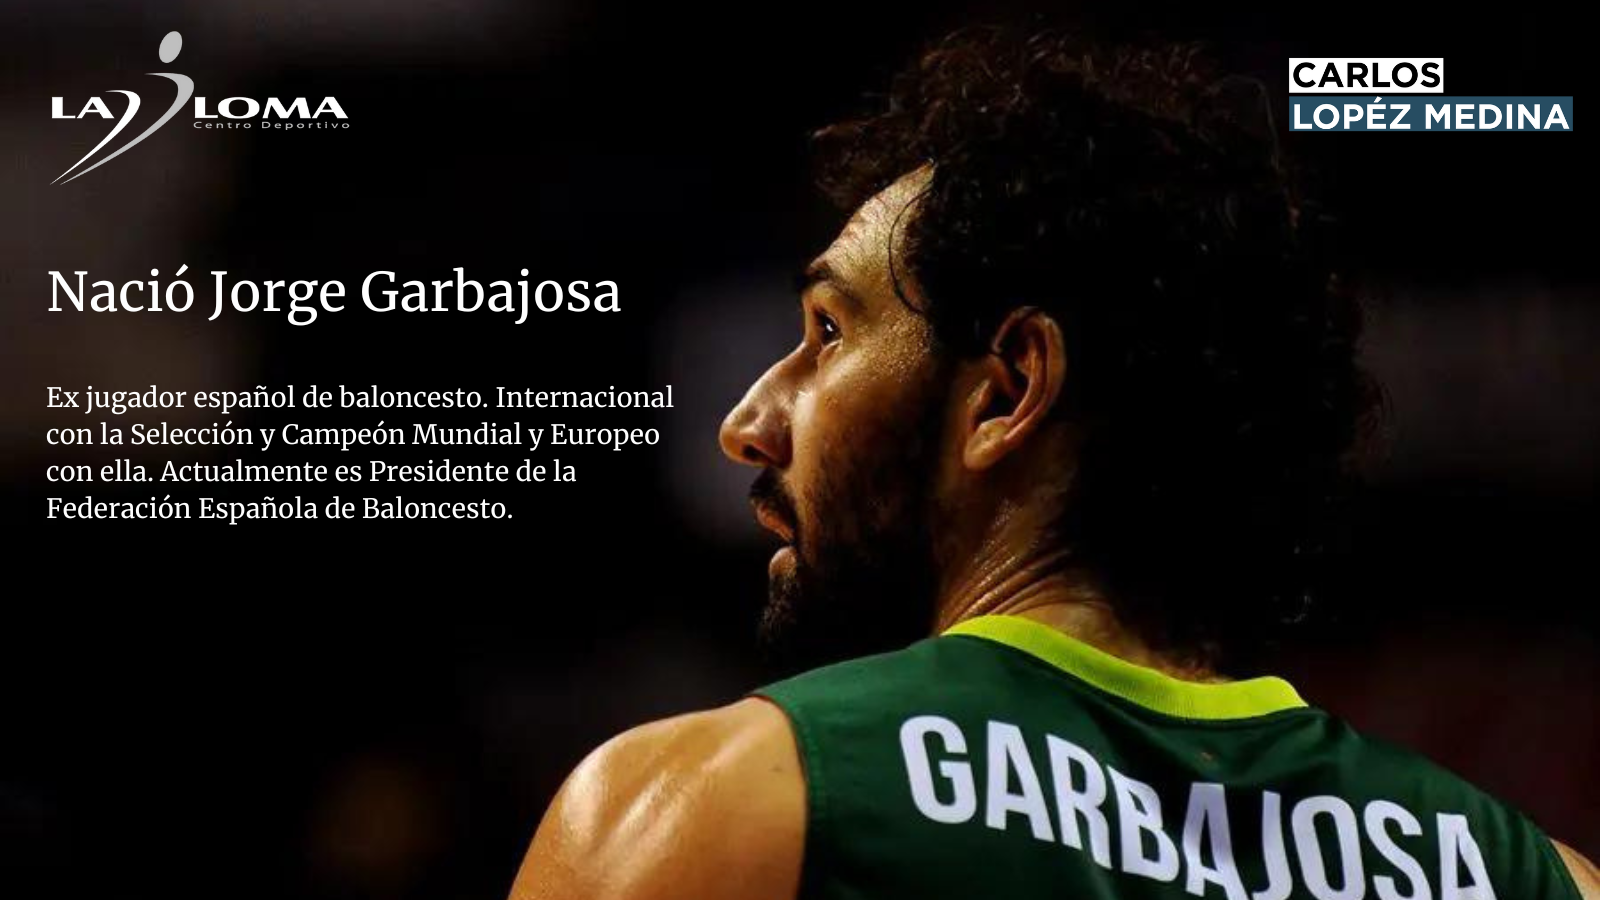 LA LOMA
Centro Deportivo
CARLOS
LOPÉZ MEDINA
Nació Jorge Garbajosa
Ex jugador español de baloncesto. Internacional
con la Selección y Campeón Mundial y Europeo
con ella. Actualmente es Presidente de la
Federación Española de Baloncesto.
GARBAJOSA